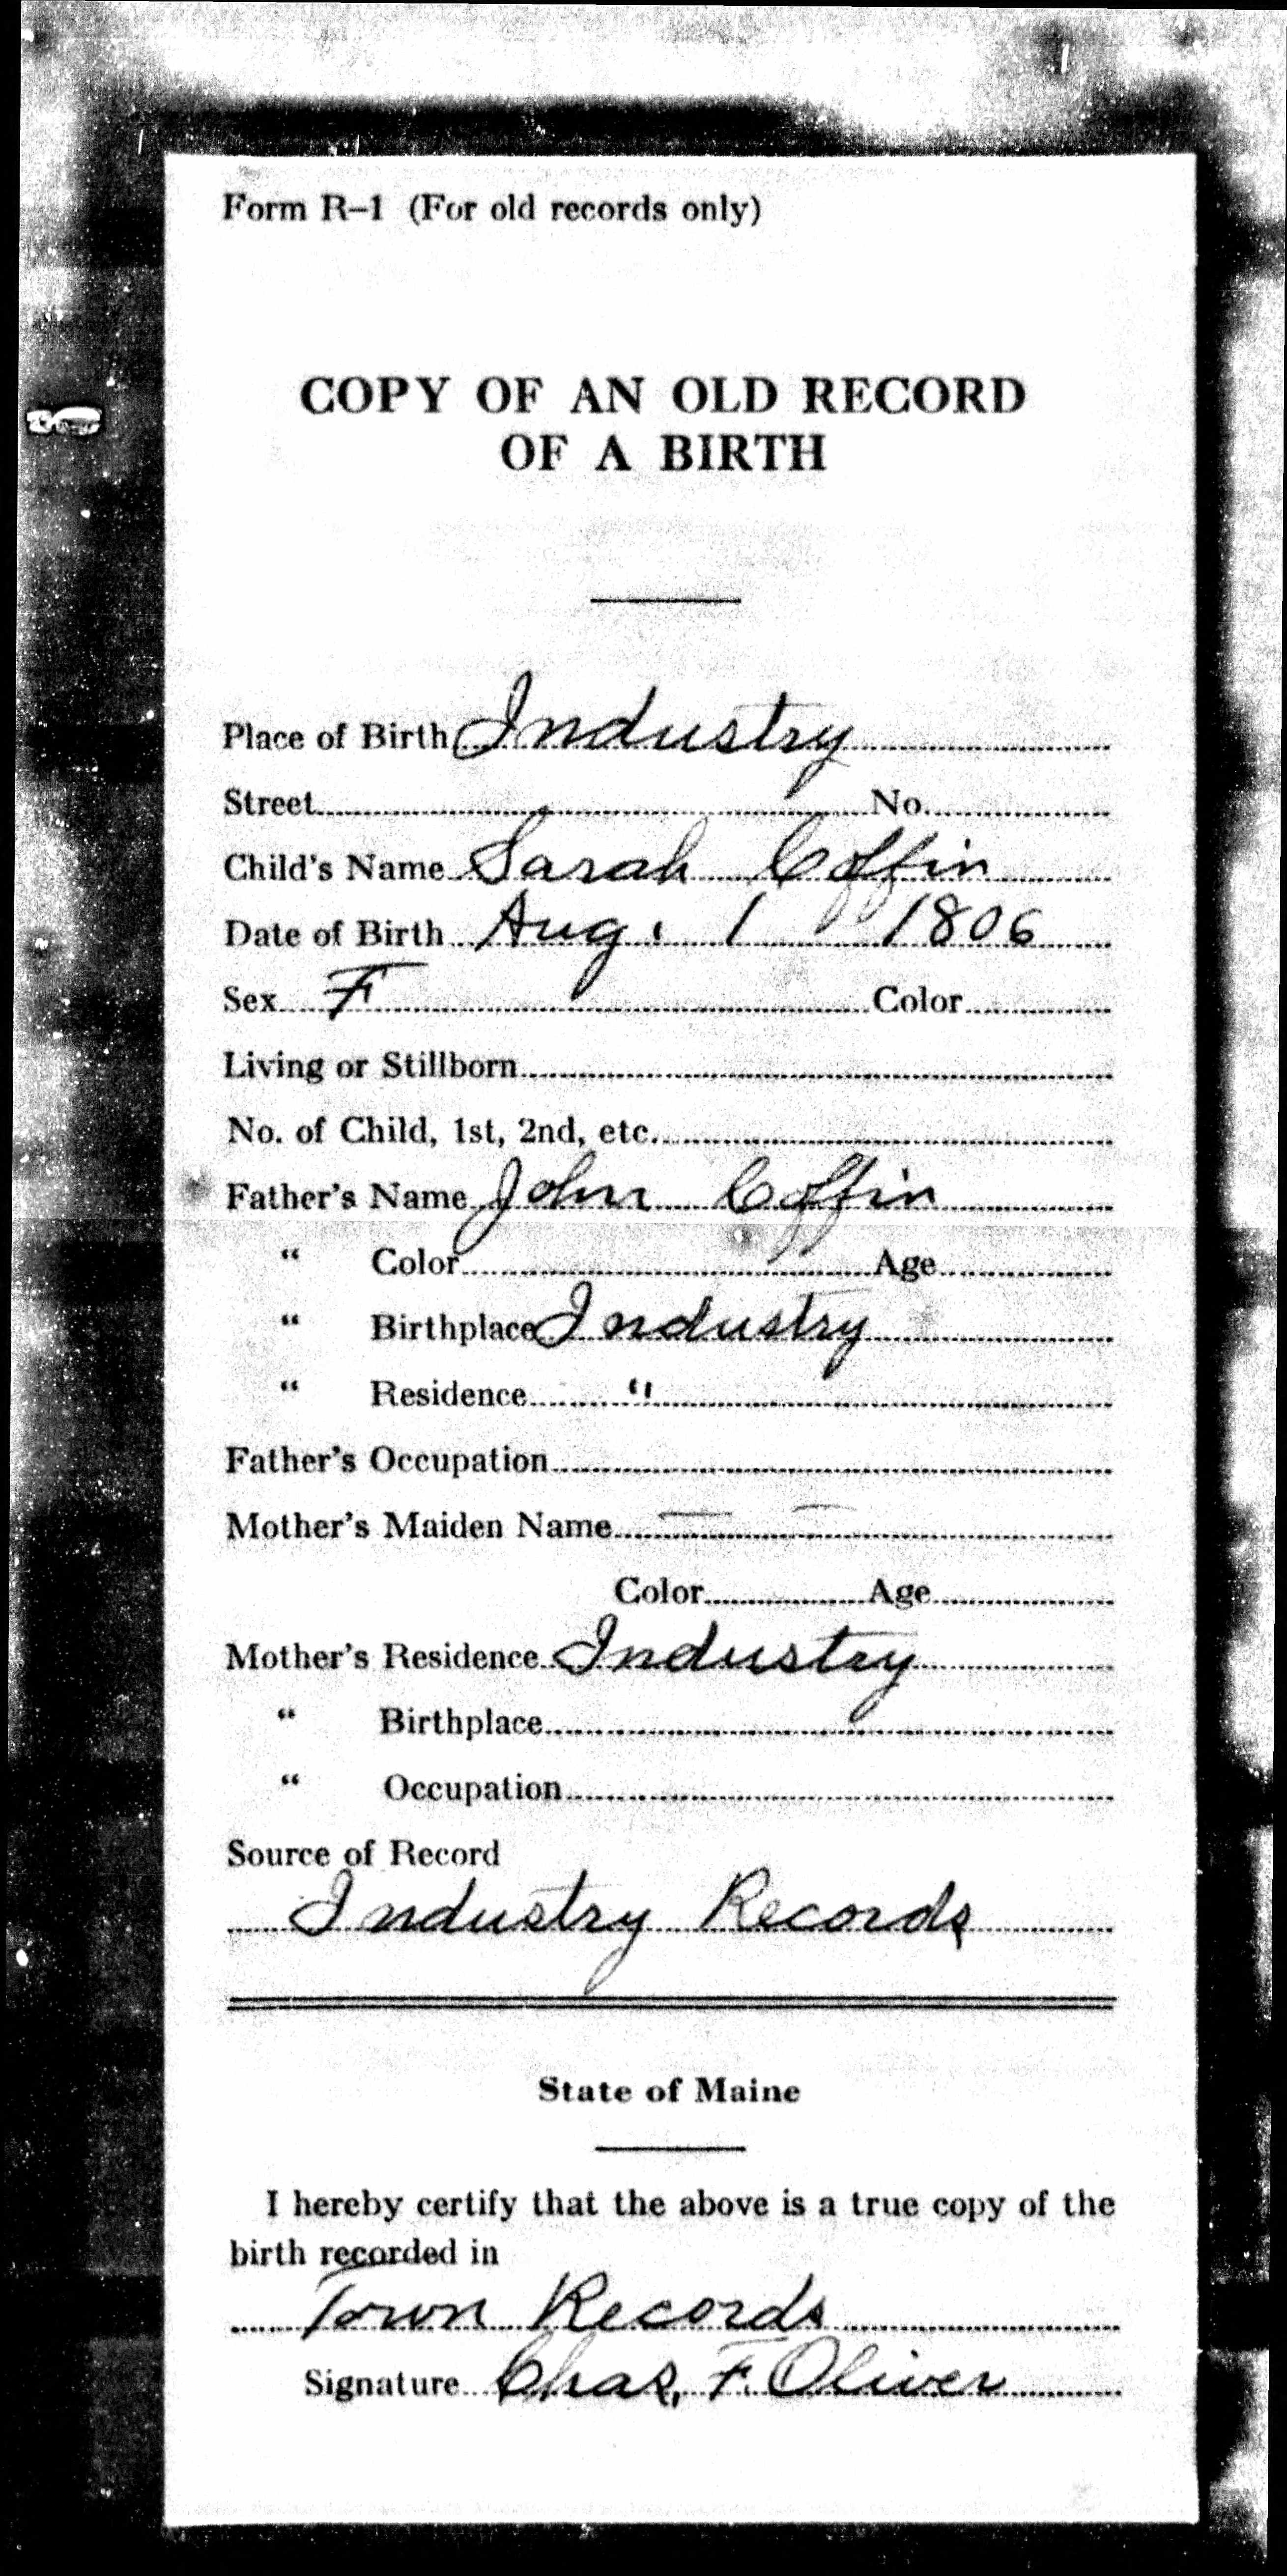 Form R-1 (For old records only)
COPY OF AN OLD RECORD
OF A BIRTH
Place of Birth Industry
Street No.
Child's Name Sarah Coffin
Date of Birth Aug. 1 1806
Sex F Color
Living or Stillborn
No. of Child, 1st, 2nd, etc.
Father's Name John Coffin
" Color Age
" Birthplace Industry
" Residence "
Father's Occupation
Mother's Maiden Name — —
Color Age
Mother's Residence Industry
" Birthplace
" Occupation
Source of Record
Industry Records
State of Maine
I hereby certify that the above is a true copy of the
birth recorded in
Town Records
Signature Chas. F. Oliver